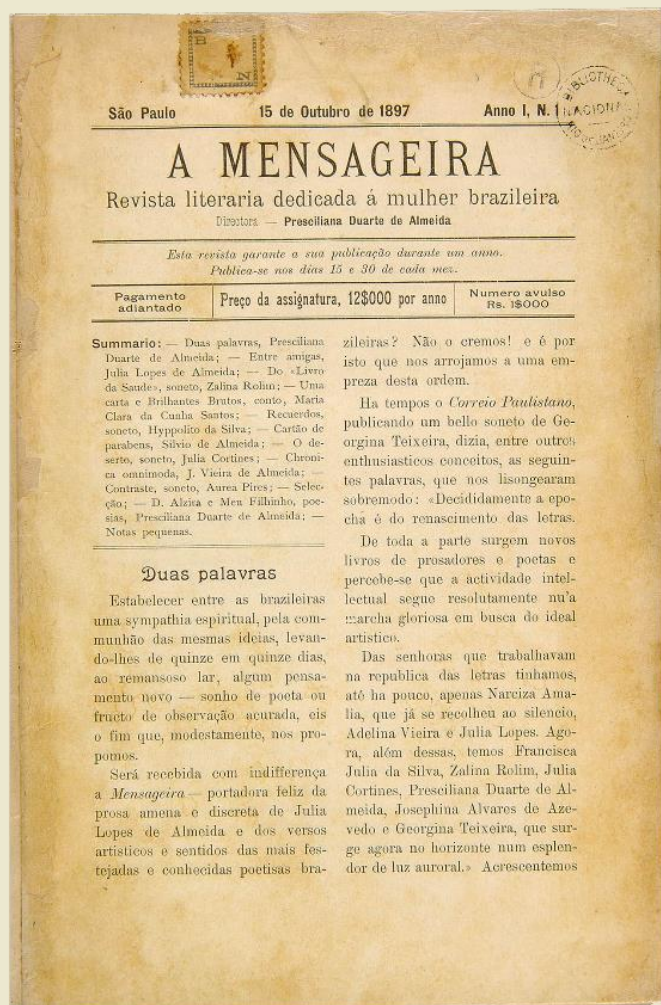 B
N
BIBLIOTHECA
NACIONAL
RIO DE JANEIRO
São Paulo 15 de Outubro de 1897 Anno I, N. 1
A MENSAGEIRA
Revista literaria dedicada á mulher brazileira
Directora — Presciliana Duarte de Almeida
Esta revista garante a sua publicação durante um anno.
Publica-se nos dias 15 e 30 de cada mez.
Pagamento
adiantado
Preço da assignatura, 12$000 por anno
Numero avulso
Rs. 1$000
Summario: — Duas palavras, Presciliana
Duarte de Almeida; — Entre amigas,
Julia Lopes de Almeida; — Do «Livro
da Saude», soneto, Zalina Rolim; — Uma
carta e Brilhantes Brutos, conto, Maria
Clara da Cunha Santos; — Recuerdos,
soneto, Hyppolito da Silva; — Cartão de
parabens, Silvio de Almeida; — O de-
serto, soneto, Julia Cortines; — Chroni-
ca omnimoda, J. Vieira de Almeida; —
Contraste, soneto, Aurea Pires; — Selec-
ção; — D. Alzira e Meu Filhinho, poe-
sias, Presciliana Duarte de Almeida; —
Notas pequenas.
Duas palavras
Estabelecer entre as brazileiras
uma sympathia espiritual, pela com-
munhão das mesmas ideias, levan-
do-lhes de quinze em quinze dias,
ao remansoso lar, algum pensa-
mento novo — sonho de poeta ou
fructo de observação acurada, eis
o fim que, modestamente, nos pro-
pomos.
Será recebida com indifferença
a Mensageira — portadora feliz da
prosa amena e discreta de Julia
Lopes de Almeida e dos versos
artisticos e sentidos das mais fes-
tejadas e conhecidas poetisas bra-
zileiras? Não o cremos! e é por
isto que nos arrojamos a uma em-
preza desta ordem.
Ha tempos o Correio Paulistano,
publicando um bello soneto de Ge-
orgina Teixeira, dizia, entre outros
enthusiasticos conceitos, as seguin-
tes palavras, que nos lisongearam
sobremodo: «Decididamente a epo-
cha é do renascimento das letras.
De toda a parte surgem novos
livros de prosadores e poetas e
percebe-se que a actividade intel-
lectual segue resolutamente nu'a
marcha gloriosa em busca do ideal
artistico.
Das senhoras que trabalhavam
na republica das letras tinhamos,
até ha pouco, apenas Narciza Ama-
lia, que já se recolheu ao silencio,
Adelina Vieira e Julia Lopes. Ago-
ra, além dessas, temos Francisca
Julia da Silva, Zalina Rolim, Julia
Cortines, Presciliana Duarte de Al-
meida, Josephina Alvares de Aze-
vedo e Georgina Teixeira, que sur-
ge agora no horizonte num esplen-
dor de luz auroral.» Acrescentemos